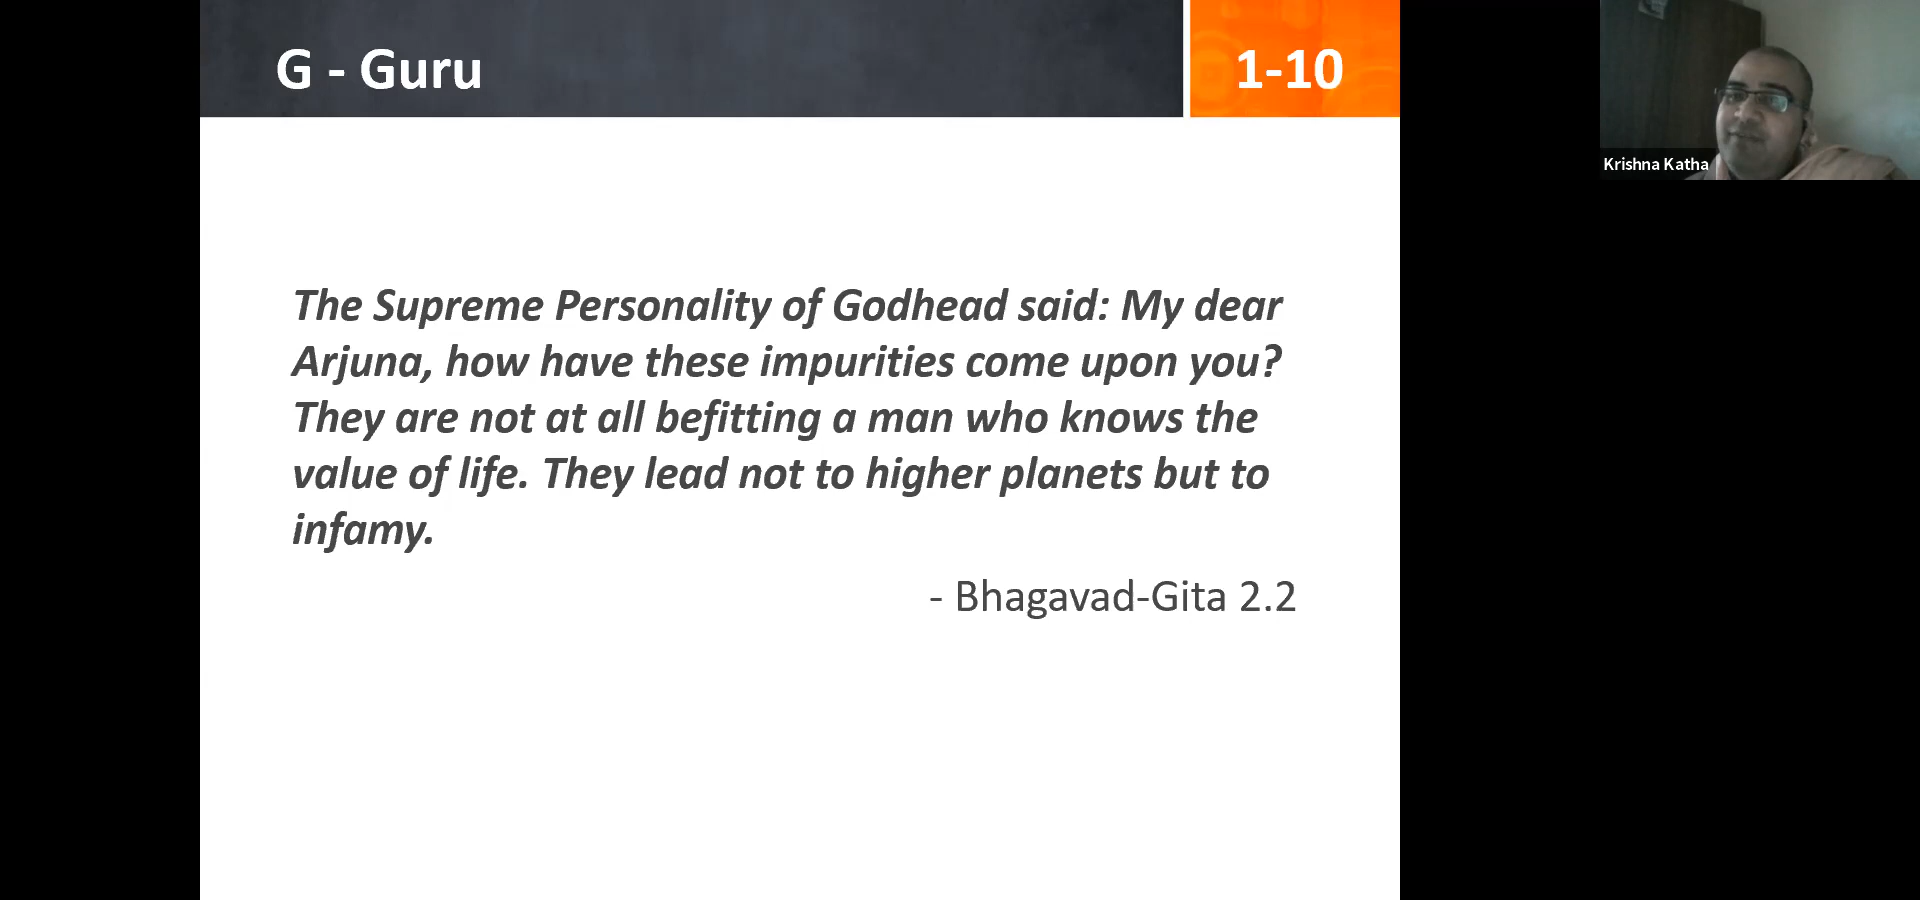 G - Guru
1-10
Krishna Katha
The Supreme Personality of Godhead said: My dear
Arjuna, how have these impurities come upon you?
They are not at all befitting a man who knows the
value of life. They lead not to higher planets but to
infamy.
- Bhagavad-Gita 2.2